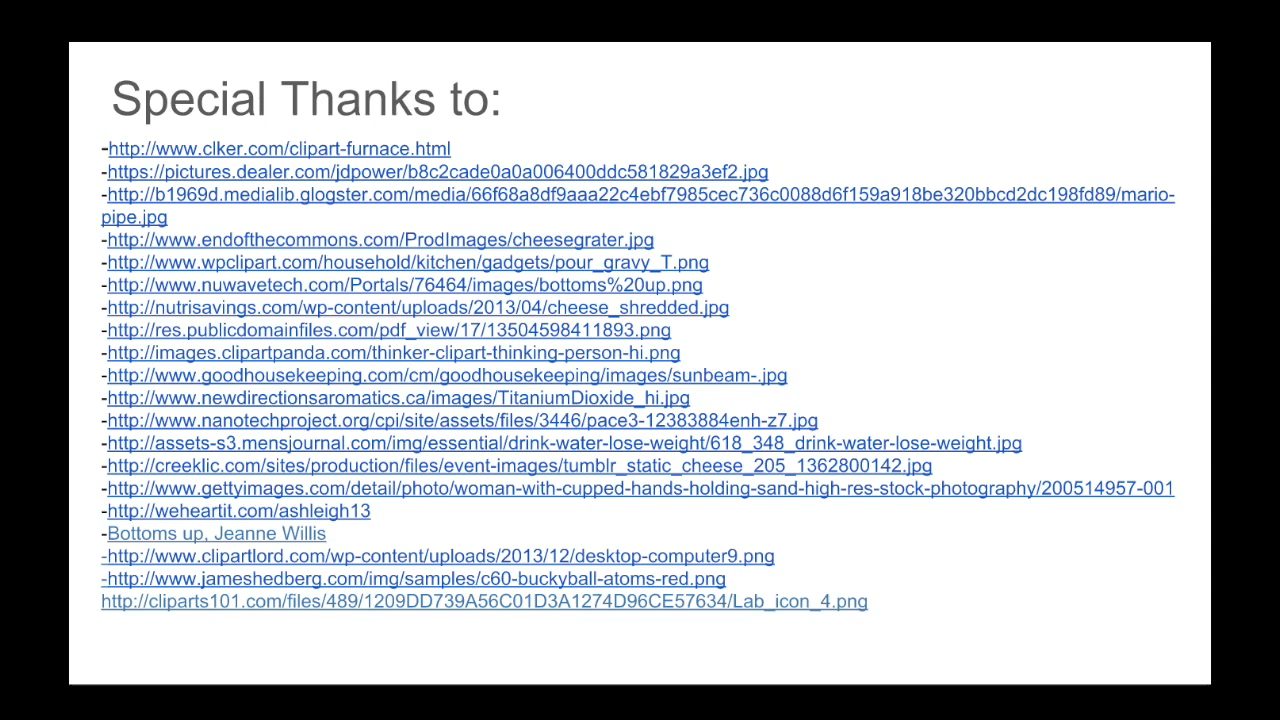 Special Thanks to:
-http://www.clker.com/clipart-furnace.html
-https://pictures.dealer.com/jdpower/b8c2cade0a0a006400ddc581829a3ef2.jpg
-http://b1969d.medialib.glogster.com/media/66f68a8df9aaa22c4ebf7985cec736c0088d6f159a918be320bbcd2dc198fd89/mario-
pipe.jpg
-http://www.endofthecommons.com/ProdImages/cheesegrater.jpg
-http://www.wpclipart.com/household/kitchen/gadgets/pour_gravy_T.png
-http://www.nuwavetech.com/Portals/76464/images/bottoms%20up.png
-http://nutrisavings.com/wp-content/uploads/2013/04/cheese_shredded.jpg
-http://res.publicdomainfiles.com/pdf_view/17/13504598411893.png
-http://images.clipartpanda.com/thinker-clipart-thinking-person-hi.png
-http://www.goodhousekeeping.com/cm/goodhousekeeping/images/sunbeam-.jpg
-http://www.newdirectionsaromatics.ca/images/TitaniumDioxide_hi.jpg
-http://www.nanotechproject.org/cpi/site/assets/files/3446/pace3-12383884enh-z7.jpg
-http://assets-s3.mensjournal.com/img/essential/drink-water-lose-weight/618_348_drink-water-lose-weight.jpg
-http://creeklic.com/sites/production/files/event-images/tumblr_static_cheese_205_1362800142.jpg
-http://www.gettyimages.com/detail/photo/woman-with-cupped-hands-holding-sand-high-res-stock-photography/200514957-001
-http://weheartit.com/ashleigh13
-Bottoms up, Jeanne Willis
-http://www.clipartlord.com/wp-content/uploads/2013/12/desktop-computer9.png
-http://www.jameshedberg.com/img/samples/c60-buckyball-atoms-red.png
http://cliparts101.com/files/489/1209DD739A56C01D3A1274D96CE57634/Lab_icon_4.png